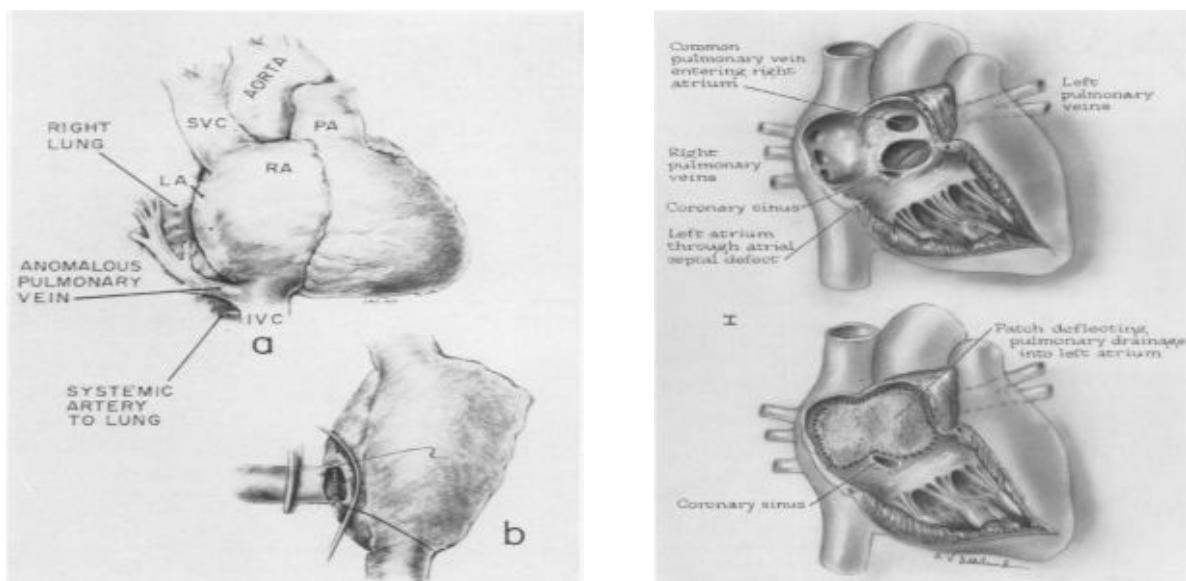 AORTA
SVC
PA
RIGHT
LUNG
LA
RA
ANOMALOUS
PULMONARY
VEIN
IVC
a
SYSTEMIC
ARTERY
TO LUNG
b
Common
pulmonary vein
entering right
atrium
Left
pulmonary
veins
Right
pulmonary
veins
Coronary sinus
Left atrium
through atrial
septal defect
I
Patch deflecting
pulmonary drainage
into left atrium
Coronary sinus